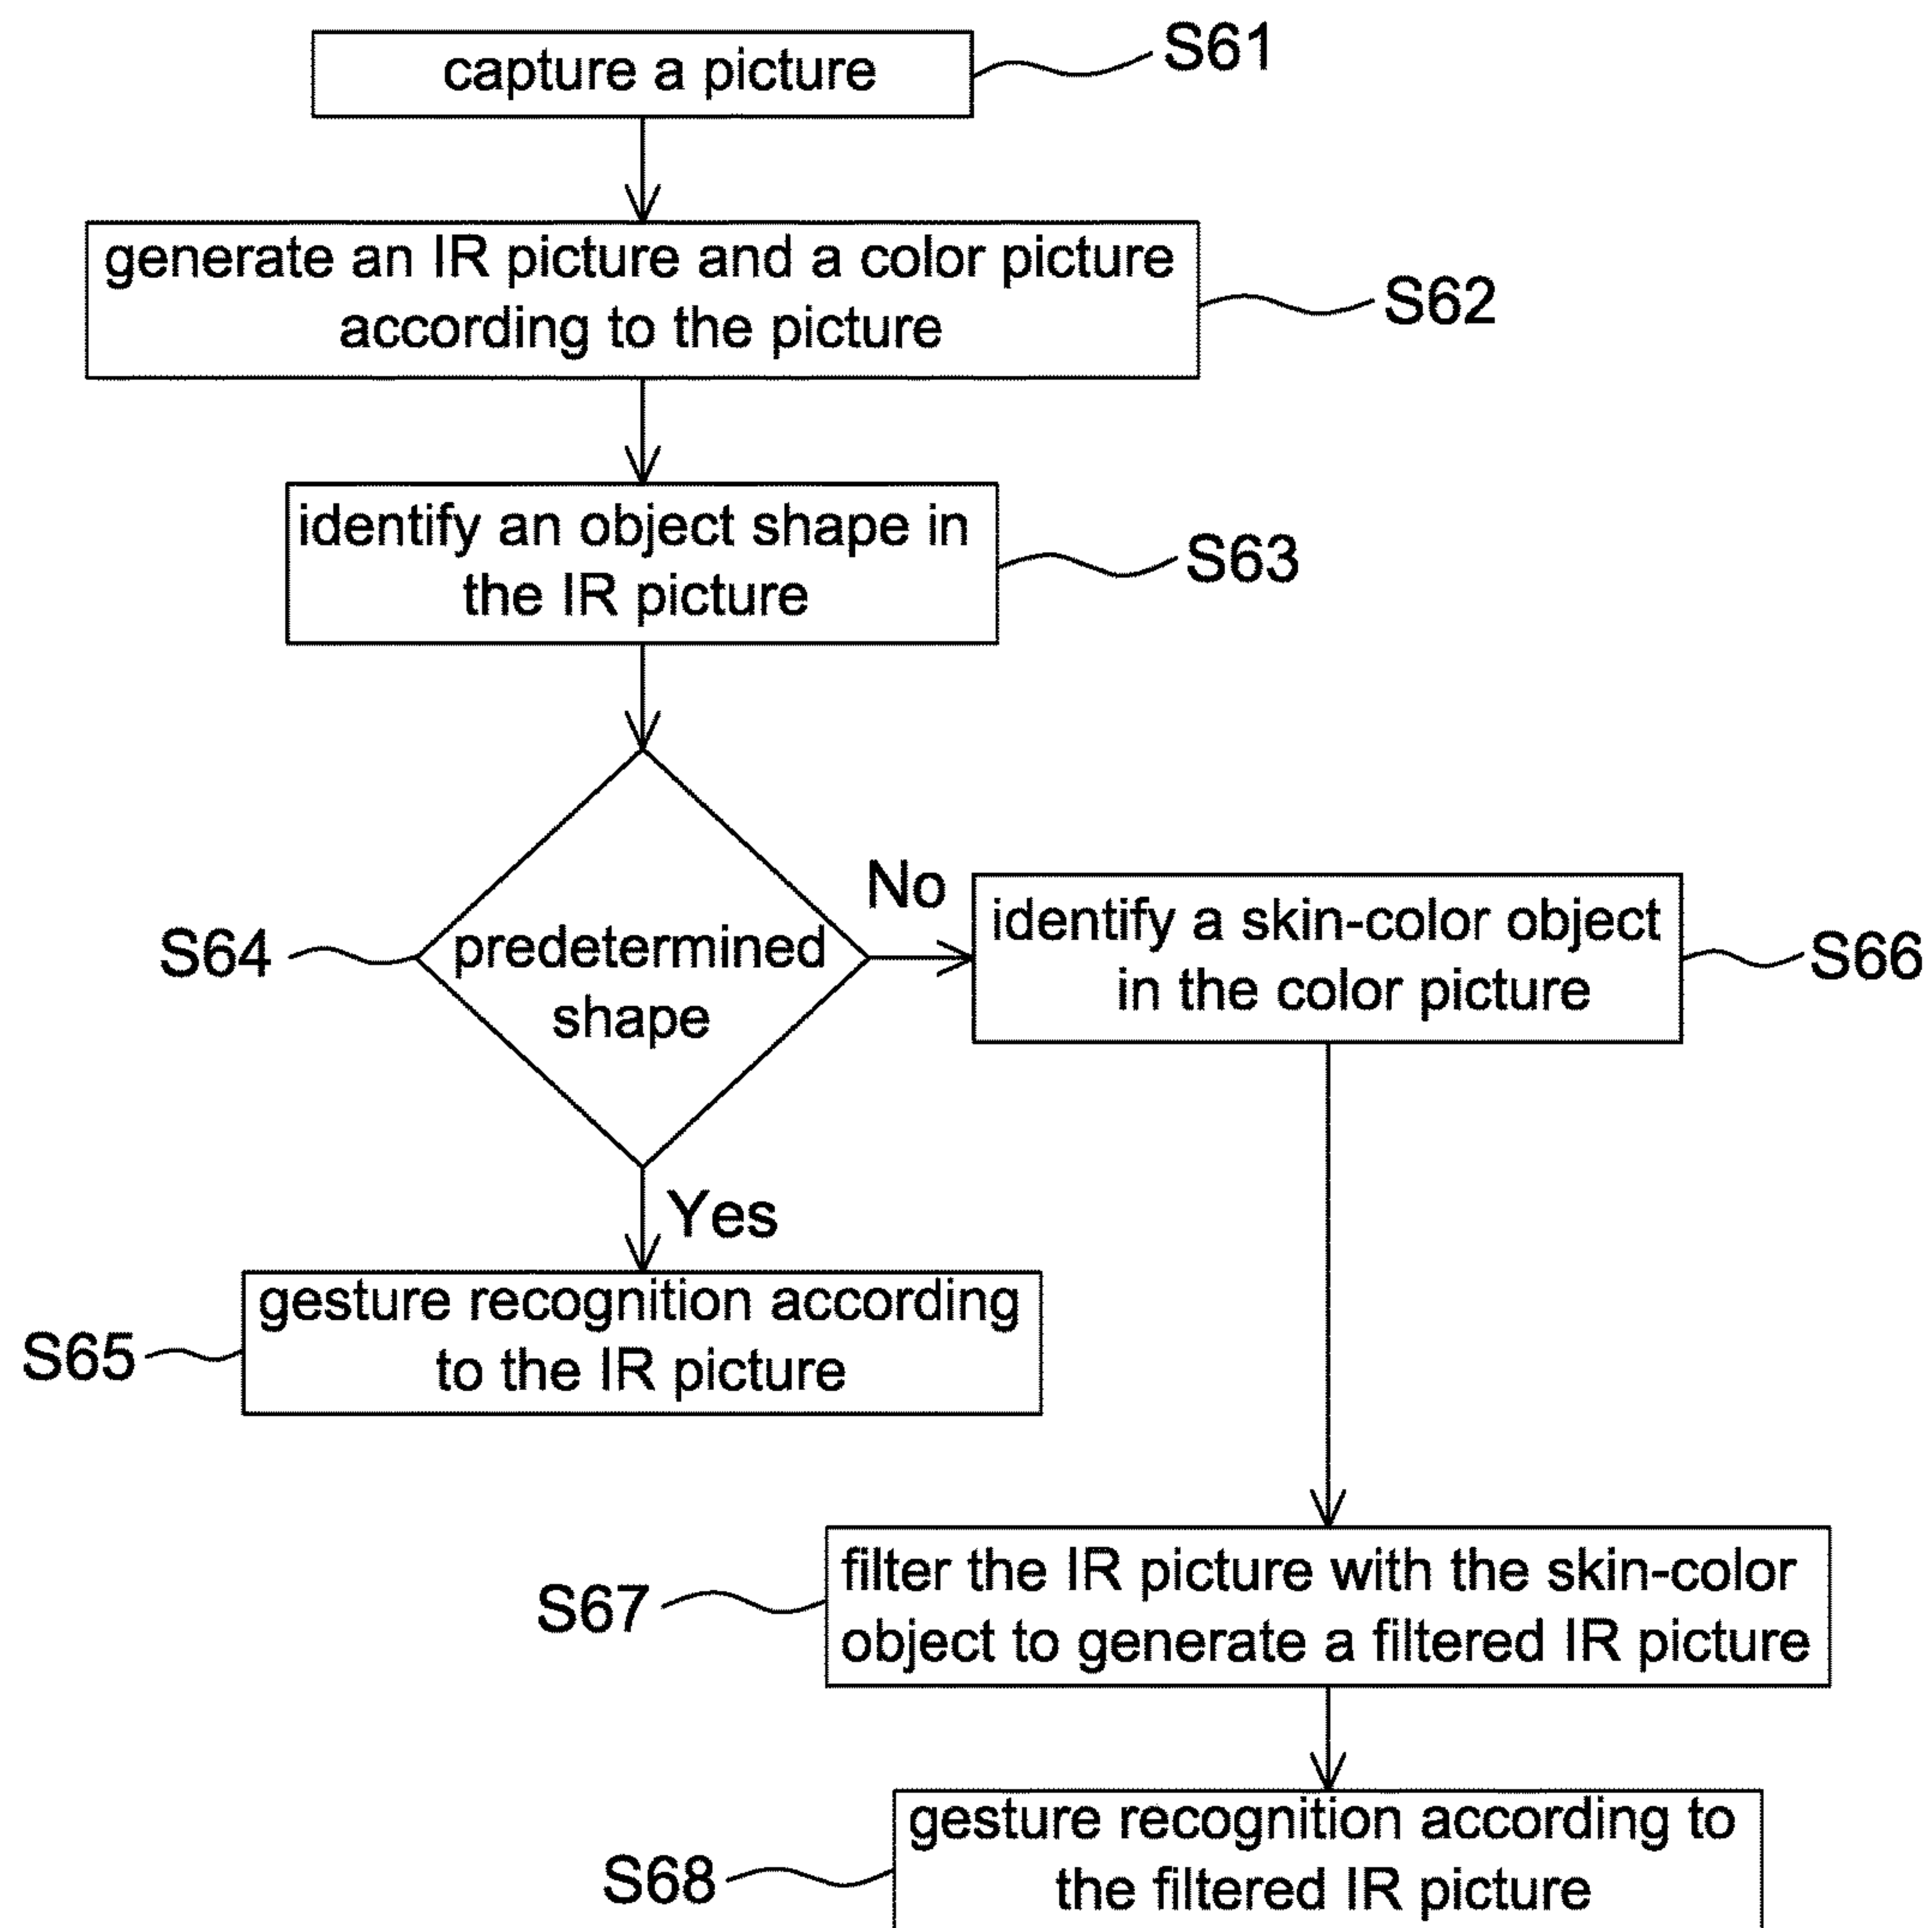 capture a picture
S61
generate an IR picture and a color picture
according to the picture
S62
identify an object shape in
the IR picture
S63
S64
predetermined
shape
No
identify a skin-color object
in the color picture
S66
Yes
gesture recognition according
to the IR picture
S65
filter the IR picture with the skin-color
object to generate a filtered IR picture
S67
gesture recognition according to
the filtered IR picture
S68